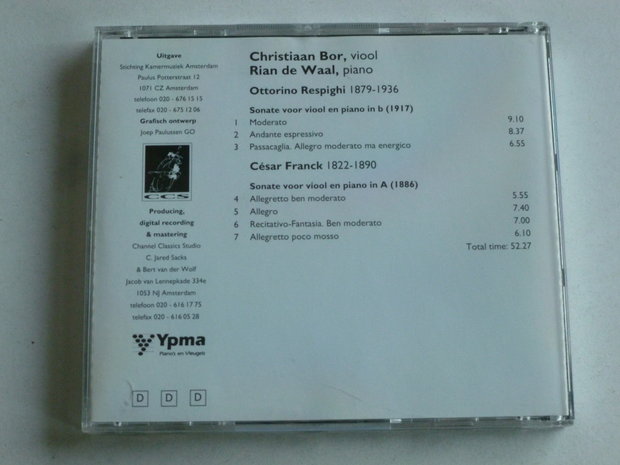 Uitgave
Stichting Kamermuziek Amsterdam
Paulus Potterstraat 12
1071 CZ Amsterdam
telefoon 020 - 676 15 15
telefax 020 - 675 12 06
Grafisch ontwerp
Joep Paulussen GO
CCS
Producing,
digital recording
& mastering
Channel Classics Studio
C. Jared Sacks
& Bert van der Wolf
Jacob van Lennepkade 334e
1053 NJ Amsterdam
telefoon 020 - 616 17 75
telefax 020 - 616 05 28
Ypma
Piano's en Vleugels
D D D
Christiaan Bor, viool
Rian de Waal, piano
Ottorino Respighi 1879-1936
Sonate voor viool en piano in b (1917)
1 Moderato 9.10
2 Andante espressivo 8.37
3 Passacaglia. Allegro moderato ma energico 6.55
César Franck 1822-1890
Sonate voor viool en piano in A (1886)
4 Allegretto ben moderato 5.55
5 Allegro 7.40
6 Recitativo-Fantasia. Ben moderato 7.00
7 Allegretto poco mosso 6.10
Total time: 52.27